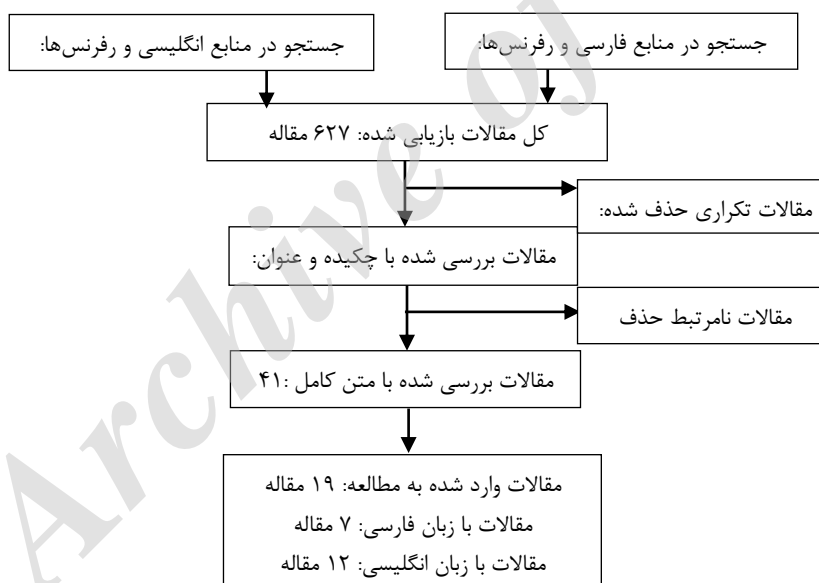 جستجو در منابع فارسی و رفرنس‌ها:
جستجو در منابع انگلیسی و رفرنس‌ها:
کل مقالات بازیابی شده: ۶۲۷ مقاله
مقالات تکراری حذف شده:
مقالات بررسی شده با چکیده و عنوان:
مقالات نامرتبط حذف
مقالات بررسی شده با متن کامل :۴۱
مقالات وارد شده به مطالعه: ۱۹ مقاله
مقالات با زبان فارسی: ۷ مقاله
مقالات با زبان انگلیسی: ۱۲ مقاله
Archive of